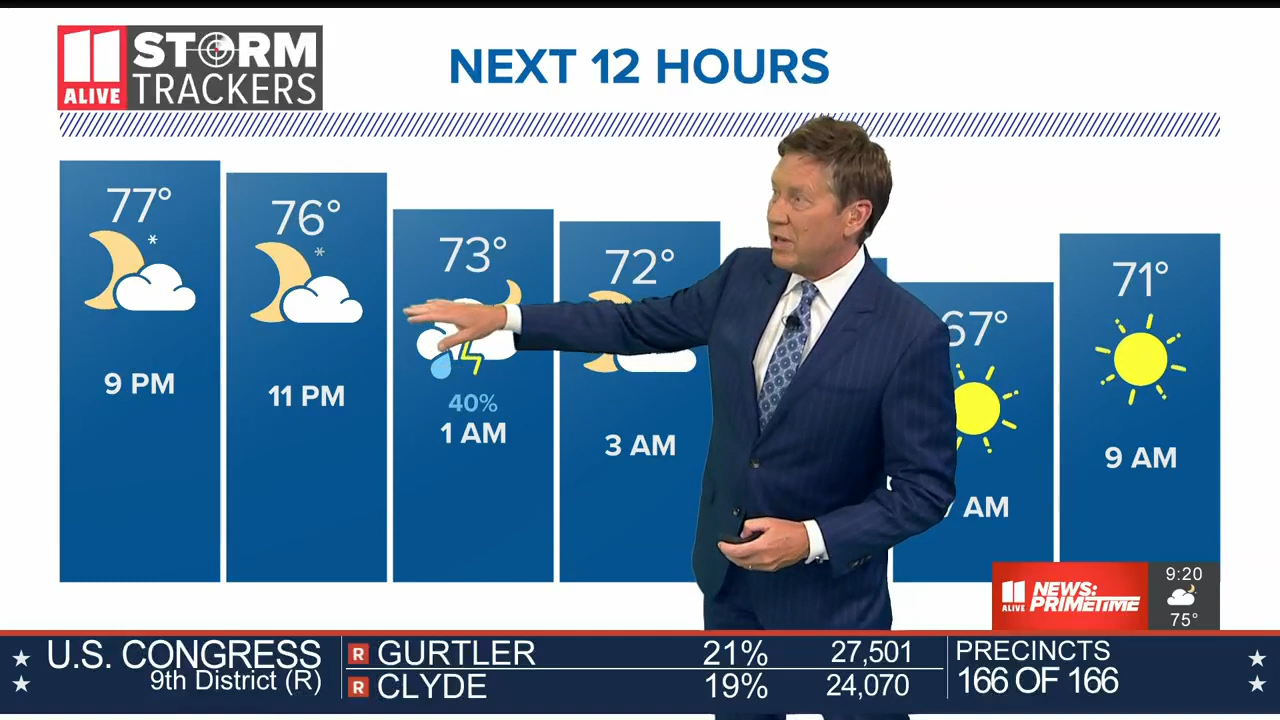 11 ALIVE
STORM
TRACKERS
NEXT 12 HOURS
77°
9 PM
76°
11 PM
73°
40%
1 AM
72°
3 AM
67°
AM
71°
9 AM
11 ALIVE
NEWS:
PRIMETIME
9:20
75°
U.S. CONGRESS
9th District (R)
R GURTLER 21% 27,501
R CLYDE 19% 24,070
PRECINCTS
166 OF 166